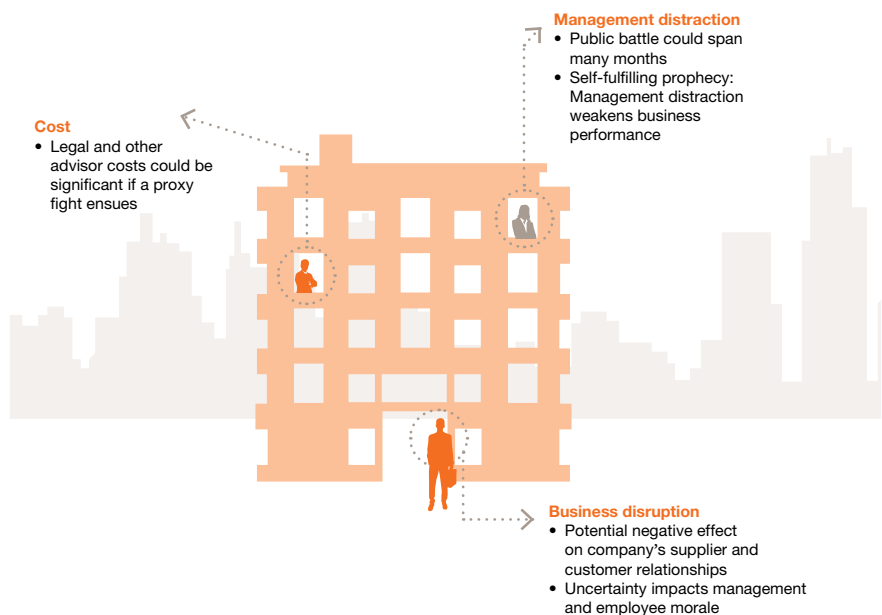 Management distraction
• Public battle could span
many months
• Self-fulfilling prophecy:
Management distraction
weakens business
performance
Cost
• Legal and other
advisor costs could be
significant if a proxy
fight ensues
Business disruption
• Potential negative effect
on company’s supplier and
customer relationships
• Uncertainty impacts management
and employee morale